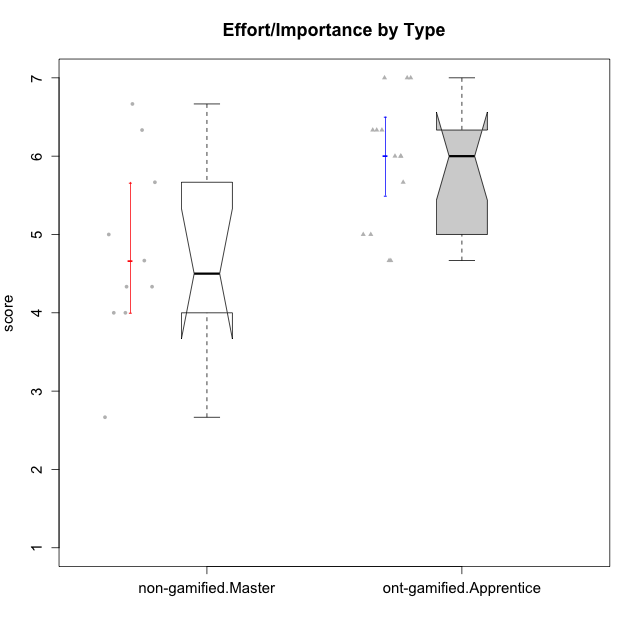 Effort/Importance by Type
7
6
5
4
3
2
1
score
non-gamified.Master
ont-gamified.Apprentice